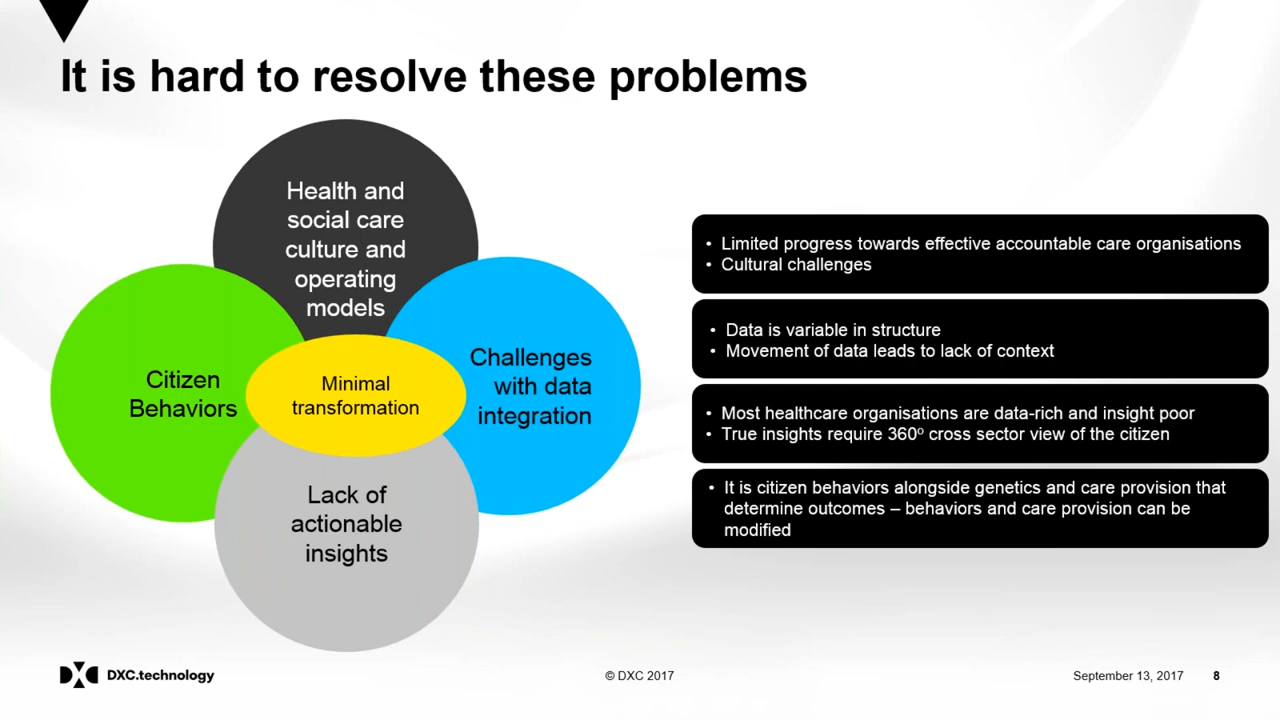 It is hard to resolve these problems
Health and
social care
culture and
operating
models
Citizen
Behaviors
Minimal
transformation
Challenges
with data
integration
Lack of
actionable
insights
• Limited progress towards effective accountable care organisations
• Cultural challenges
• Data is variable in structure
• Movement of data leads to lack of context
• Most healthcare organisations are data-rich and insight poor
• True insights require 360º cross sector view of the citizen
• It is citizen behaviors alongside genetics and care provision that
determine outcomes – behaviors and care provision can be
modified
DXC.technology
© DXC 2017
September 13, 2017
8